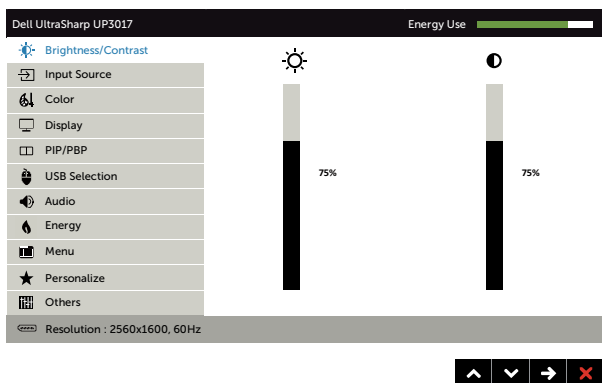 Dell UltraSharp UP3017
Energy Use
Brightness/Contrast
Input Source
Color
Display
PIP/PBP
USB Selection
Audio
Energy
Menu
Personalize
Others
75%
75%
Resolution : 2560x1600, 60Hz